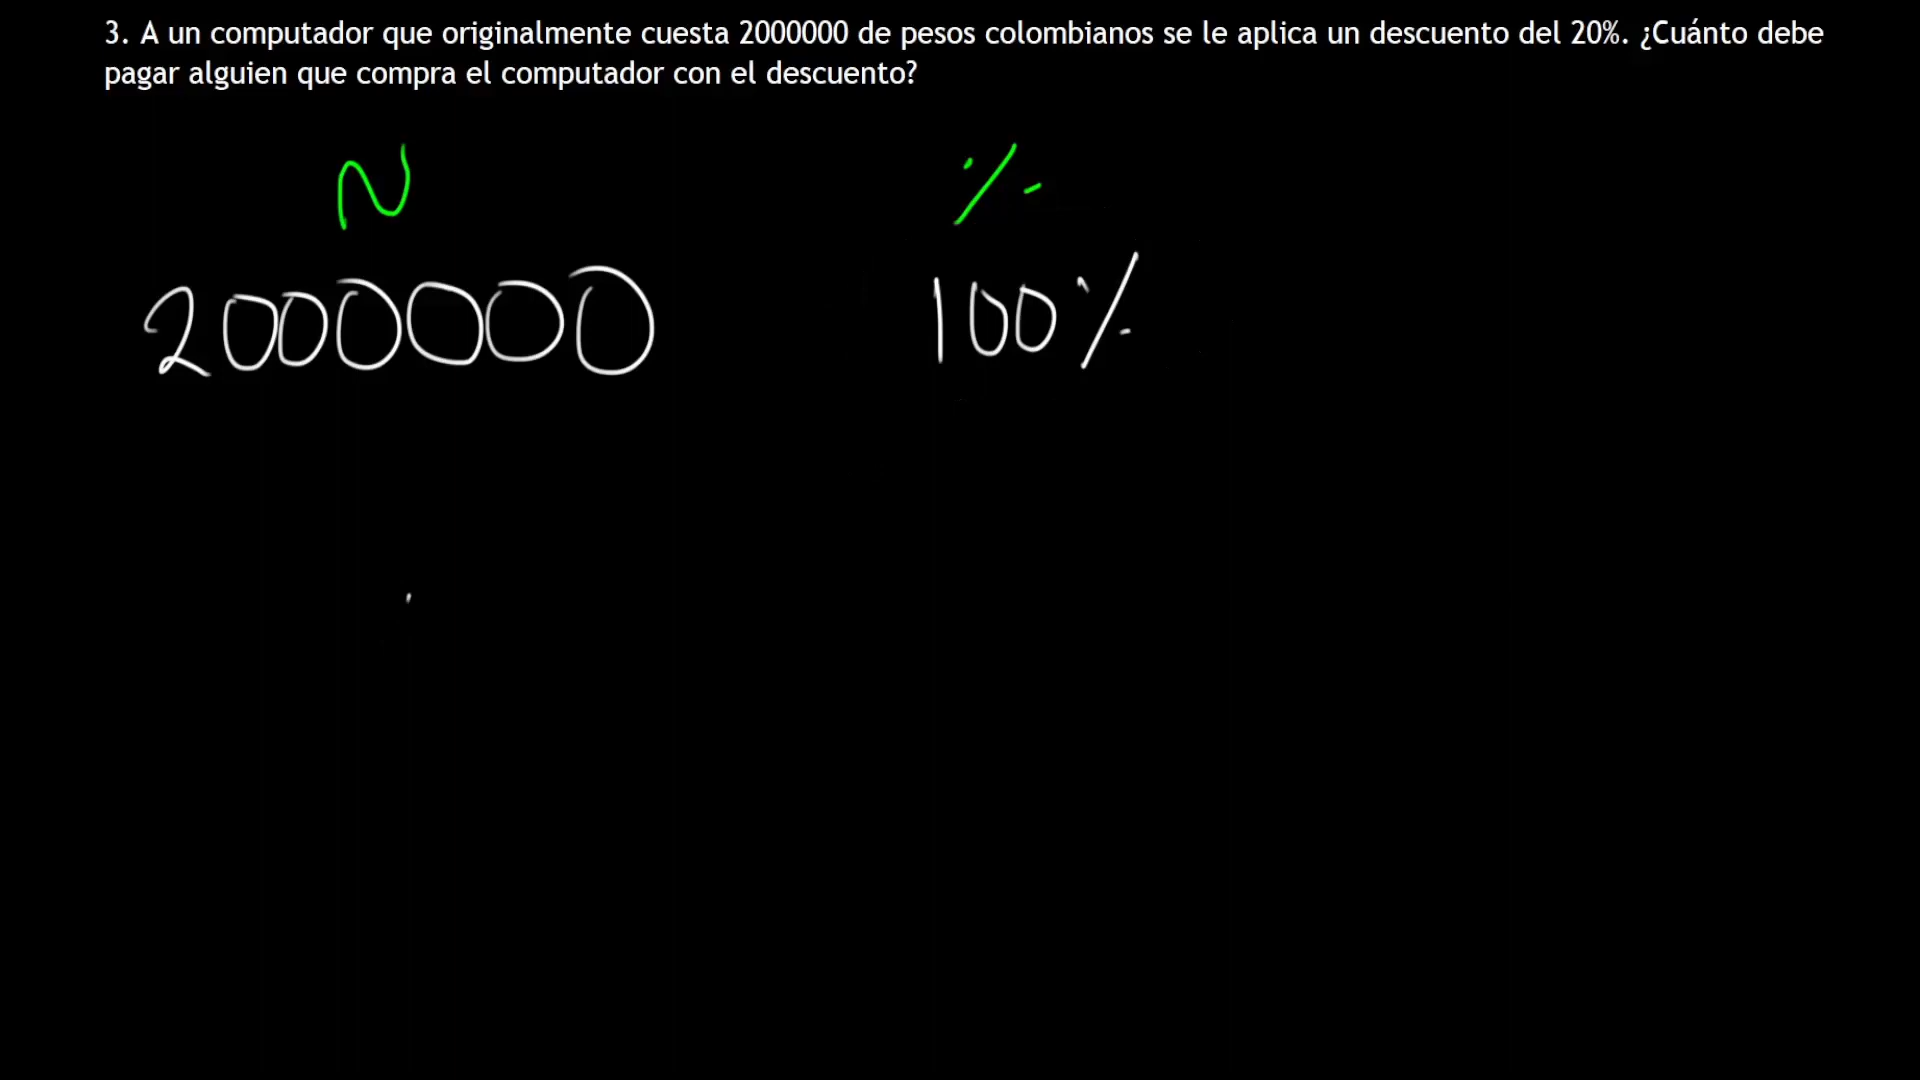 3. A un computador que originalmente cuesta 2000000 de pesos colombianos se le aplica un descuento del 20%. ¿Cuánto debe
pagar alguien que compra el computador con el descuento?
N %
2000000 100%